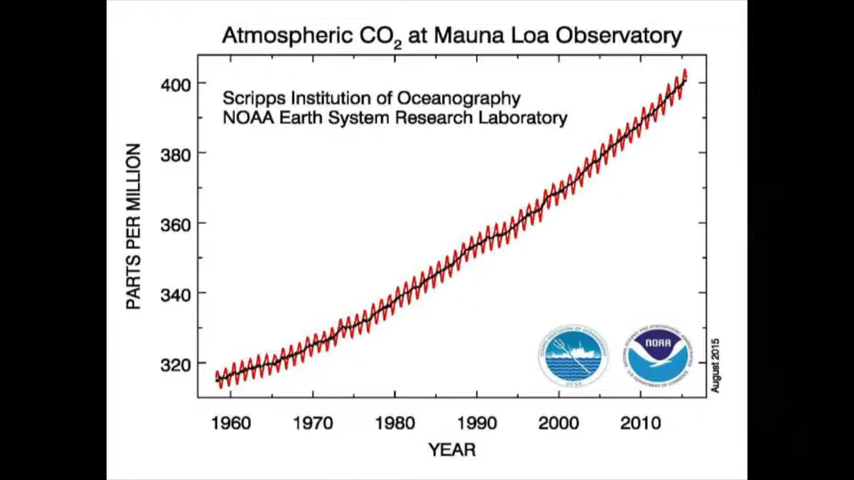 Atmospheric CO₂ at Mauna Loa Observatory
Scripps Institution of Oceanography
NOAA Earth System Research Laboratory
PARTS PER MILLION
400
380
360
340
320
1960 1970 1980 1990 2000 2010
YEAR
NOAA
August 2015